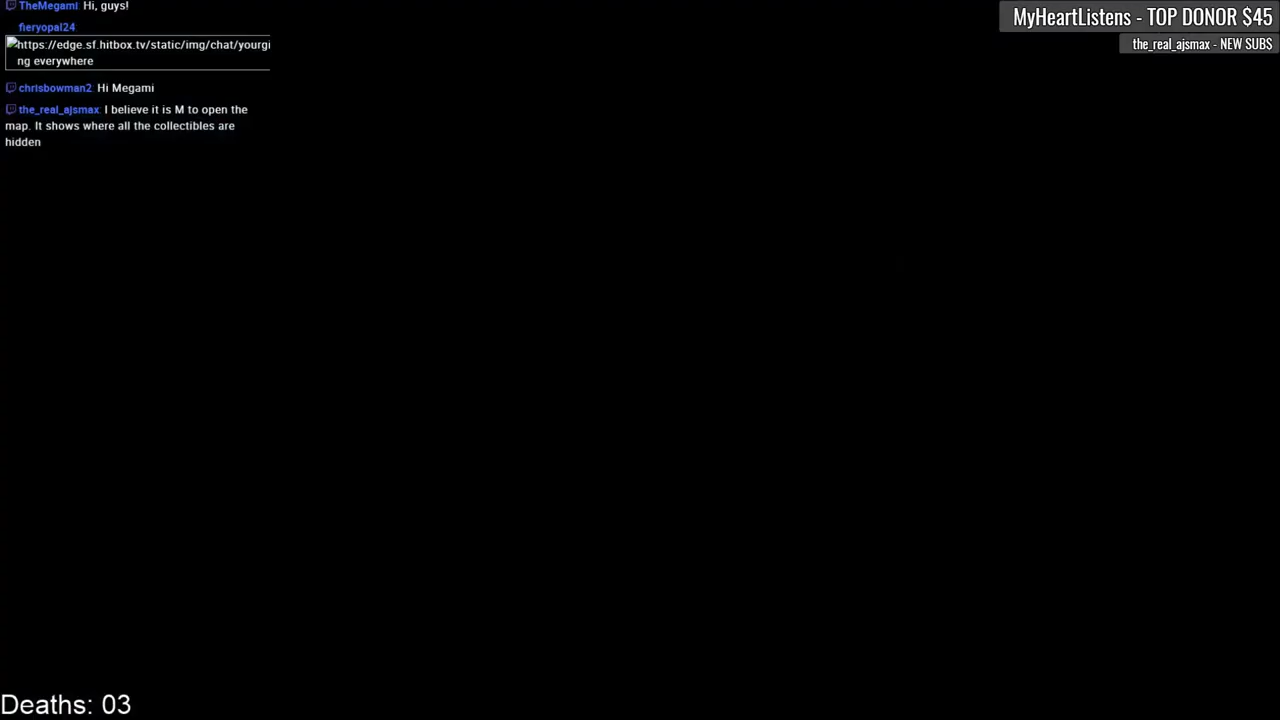 TheMegami: Hi, guys!
fieryopal24
https://edge.sf.hitbox.tv/static/img/chat/yourgi
ng everywhere
chrisbowman2: Hi Megami
the_real_ajsmax: I believe it is M to open the
map. It shows where all the collectibles are
hidden
MyHeartListens - TOP DONOR $45
the_real_ajsmax - NEW SUBS
Deaths: 03